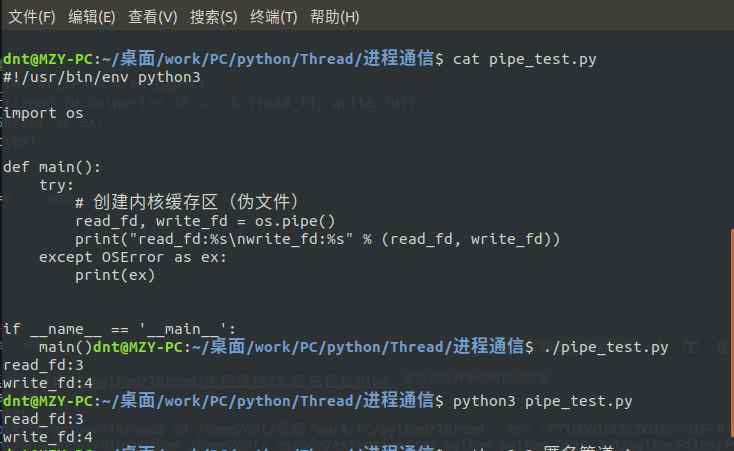 文件(F) 编辑(E) 查看(V) 搜索(S) 终端(T) 帮助(H)
dnt@MZY-PC:~/桌面/work/PC/python/Thread/进程通信$ cat pipe_test.py
#!/usr/bin/env python3
import os
def main():
    try:
        # 创建内核缓存区（伪文件）
        read_fd, write_fd = os.pipe()
        print("read_fd:%s\nwrite_fd:%s" % (read_fd, write_fd))
    except OSError as ex:
        print(ex)
if __name__ == '__main__':
    main()dnt@MZY-PC:~/桌面/work/PC/python/Thread/进程通信$ ./pipe_test.py
read_fd:3
write_fd:4
dnt@MZY-PC:~/桌面/work/PC/python/Thread/进程通信$ python3 pipe_test.py
read_fd:3
write_fd:4